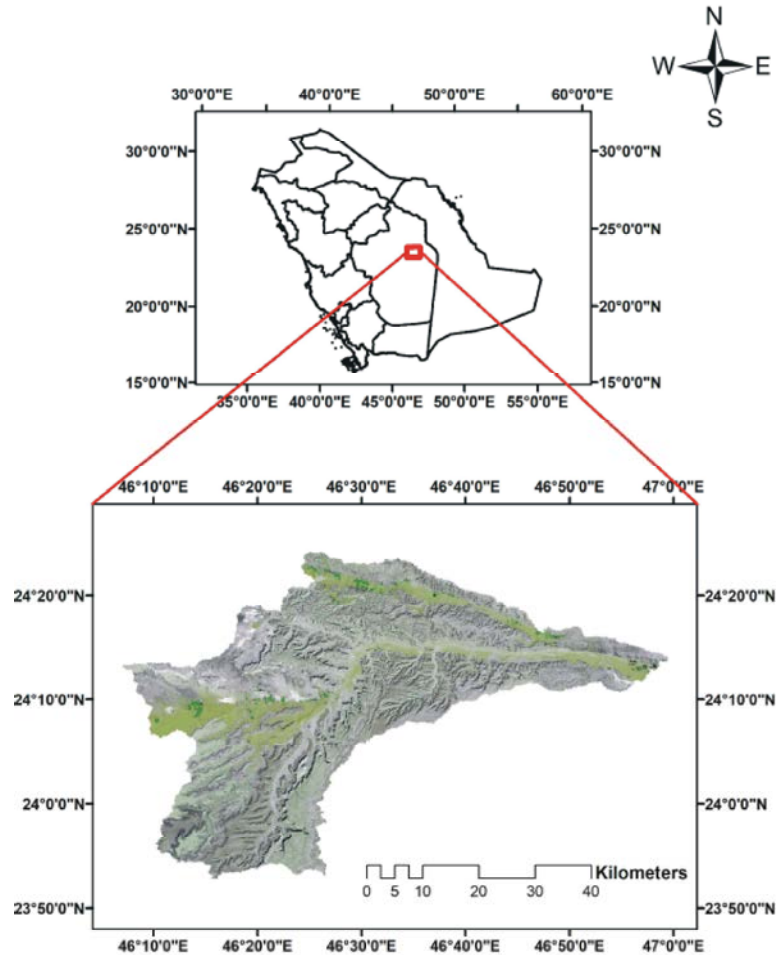 N
W E
S
30°0'0"E 40°0'0"E 50°0'0"E 60°0'0"E
30°0'0"N 30°0'0"N
25°0'0"N 25°0'0"N
20°0'0"N 20°0'0"N
15°0'0"N 15°0'0"N
35°0'0"E 40°0'0"E 45°0'0"E 50°0'0"E 55°0'0"E
46°10'0"E 46°20'0"E 46°30'0"E 46°40'0"E 46°50'0"E 47°0'0"E
24°20'0"N 24°20'0"N
24°10'0"N 24°10'0"N
24°0'0"N 24°0'0"N
Kilometers
0 5 10 20 30 40
23°50'0"N 23°50'0"N
46°10'0"E 46°20'0"E 46°30'0"E 46°40'0"E 46°50'0"E 47°0'0"E